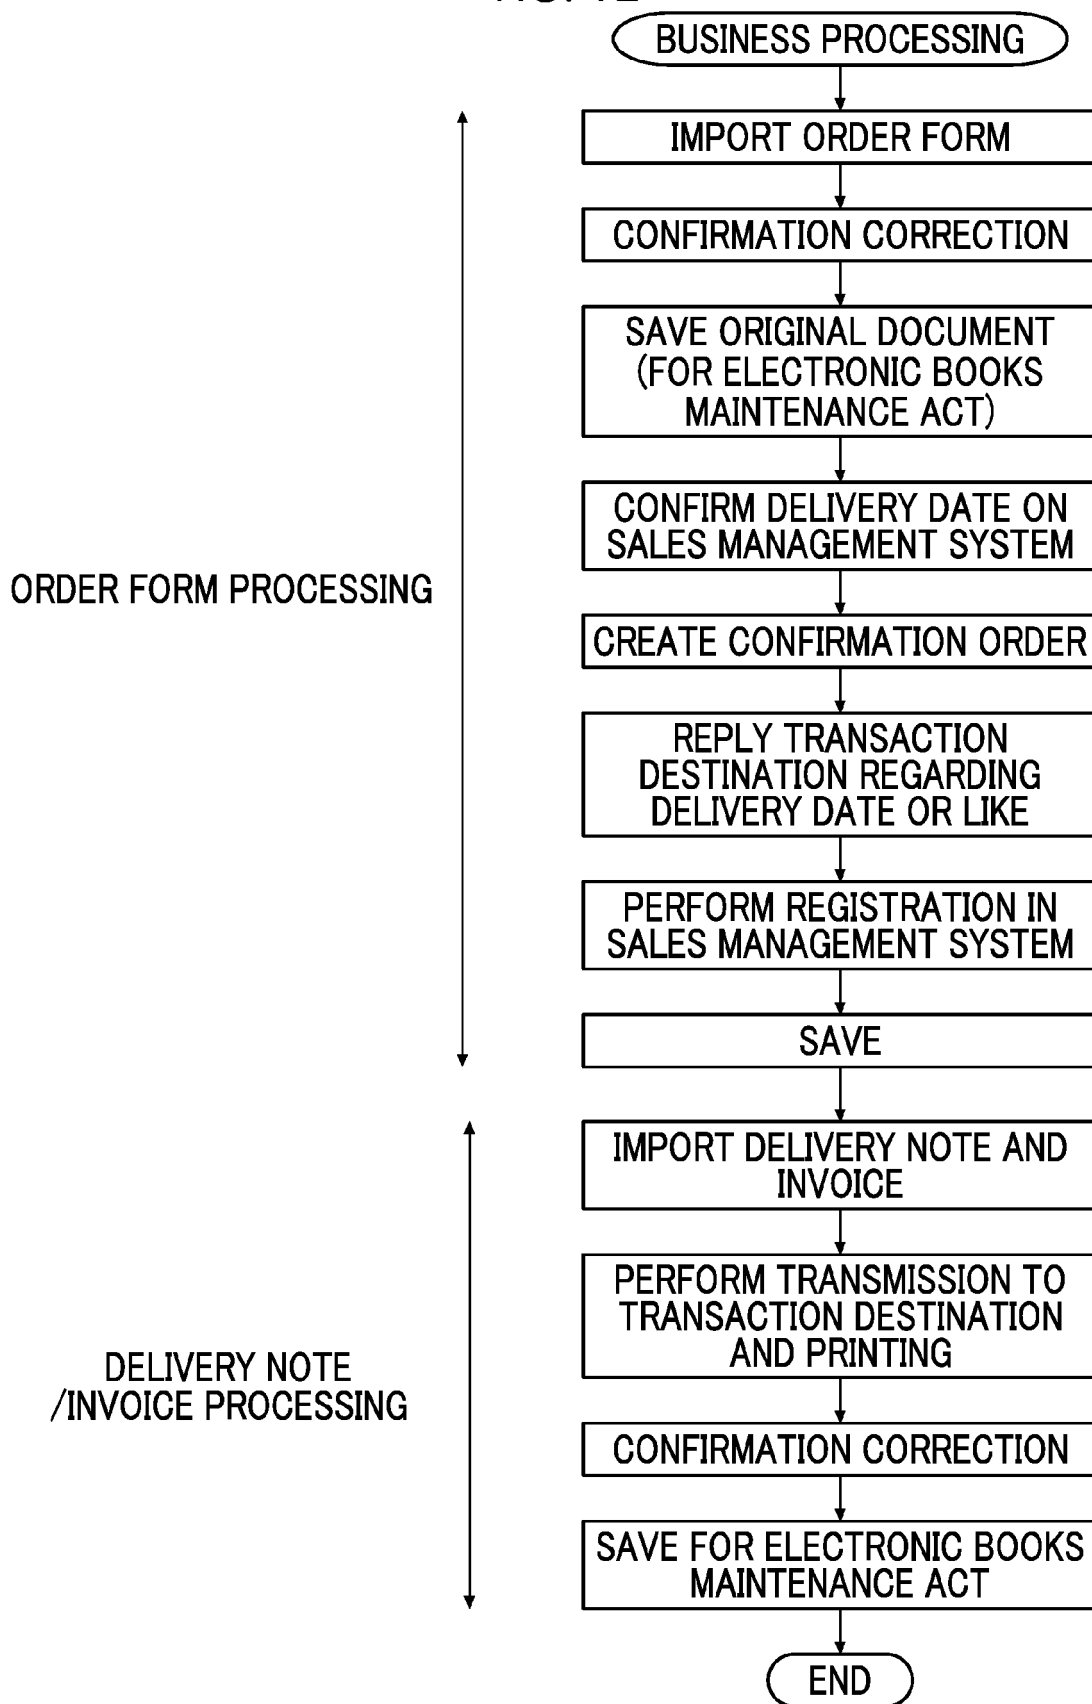 BUSINESS PROCESSING
IMPORT ORDER FORM
CONFIRMATION CORRECTION
SAVE ORIGINAL DOCUMENT
(FOR ELECTRONIC BOOKS
MAINTENANCE ACT)
CONFIRM DELIVERY DATE ON
SALES MANAGEMENT SYSTEM
ORDER FORM PROCESSING
CREATE CONFIRMATION ORDER
REPLY TRANSACTION
DESTINATION REGARDING
DELIVERY DATE OR LIKE
PERFORM REGISTRATION IN
SALES MANAGEMENT SYSTEM
SAVE
IMPORT DELIVERY NOTE AND
INVOICE
PERFORM TRANSMISSION TO
TRANSACTION DESTINATION
AND PRINTING
DELIVERY NOTE
/INVOICE PROCESSING
CONFIRMATION CORRECTION
SAVE FOR ELECTRONIC BOOKS
MAINTENANCE ACT
END